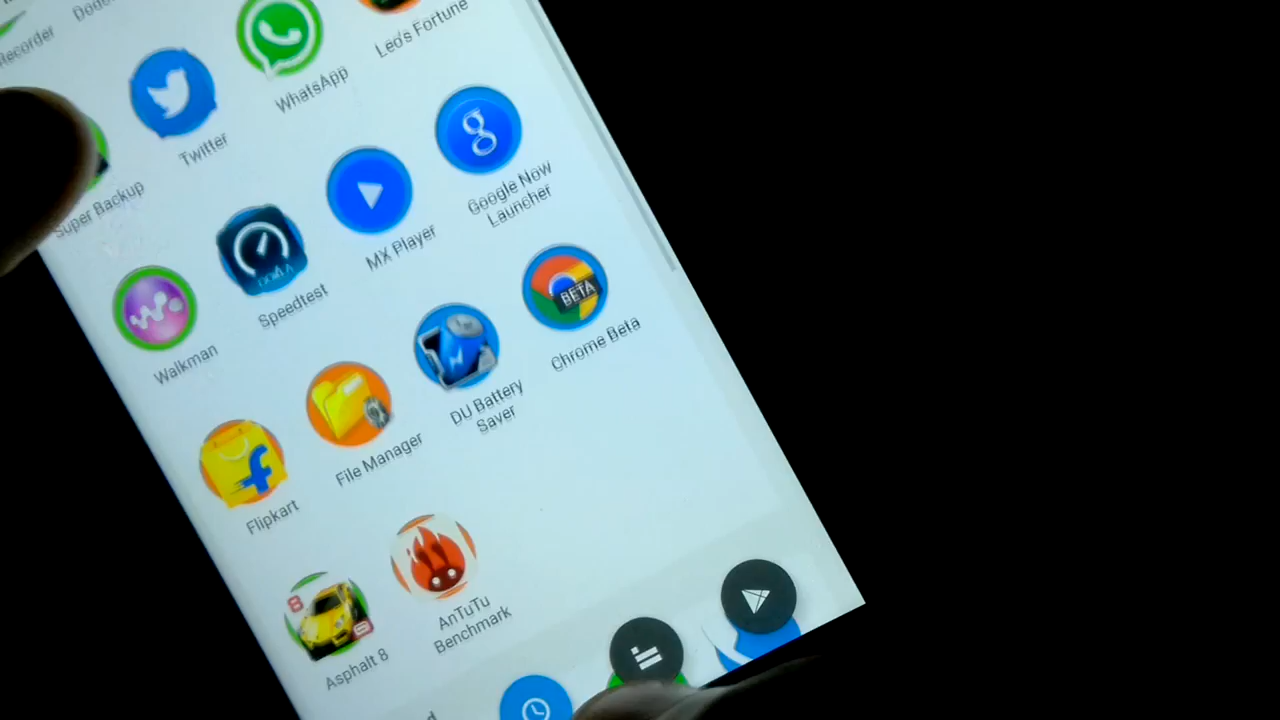 Recorder
WhatsApp
Leo's Fortune
Super Backup
Twitter
MX Player
Google Now
Launcher
Walkman
Speedtest
DU Battery
Saver
Chrome Beta
BETA
Flipkart
File Manager
Asphalt 8
8
AnTuTu
Benchmark